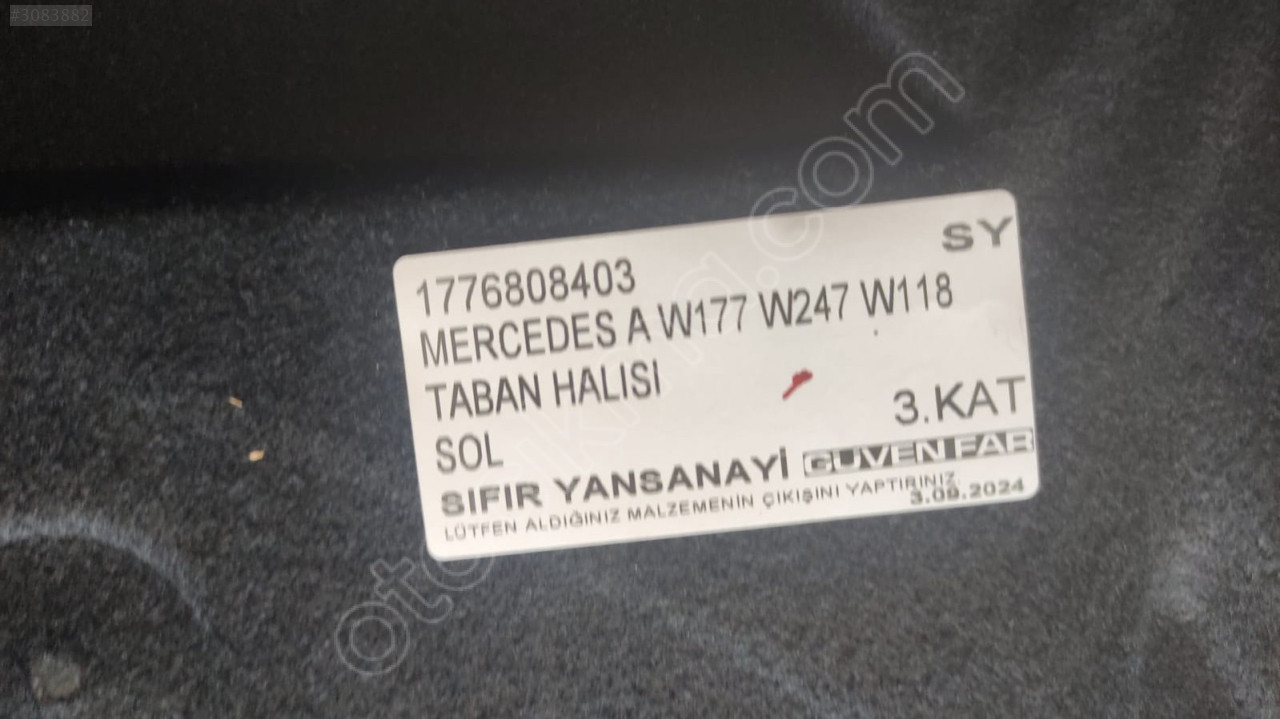 #3083882
SY
1776808403
MERCEDES A W177 W247 W118
TABAN HALISİ
3.KAT
SOL
SIFIR YANSANAYİ GÜVEN FAR
LÜTFEN ALDIĞINIZ MALZEMENİN ÇIKIŞINI YAPTIRINIZ.
3.09.2024